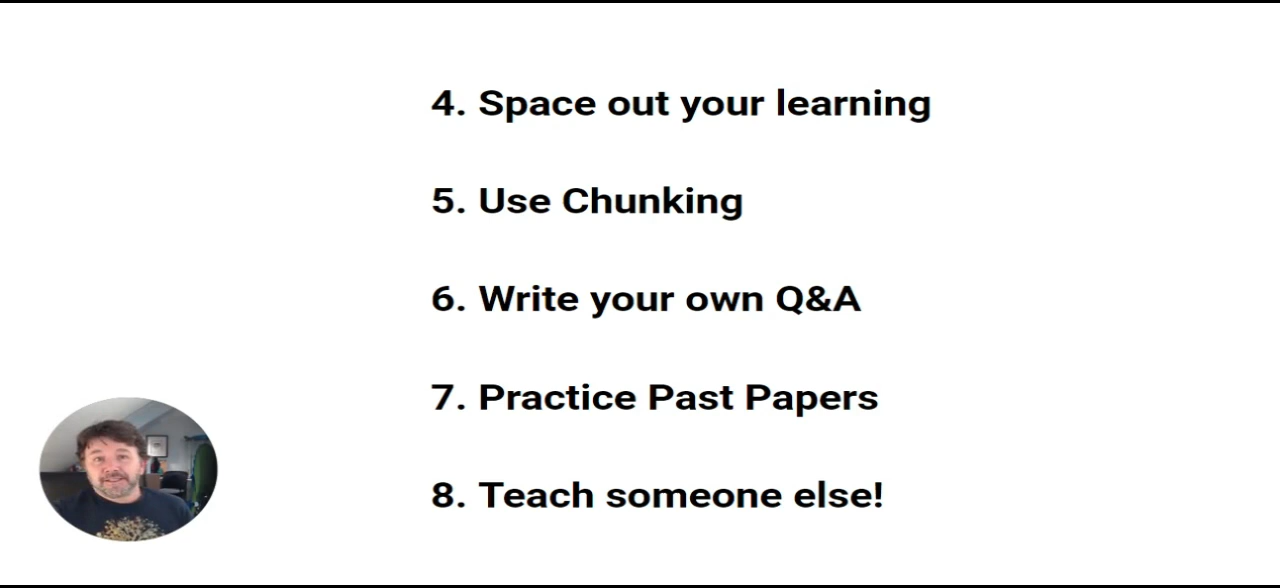 4. Space out your learning
5. Use Chunking
6. Write your own Q&A
7. Practice Past Papers
8. Teach someone else!